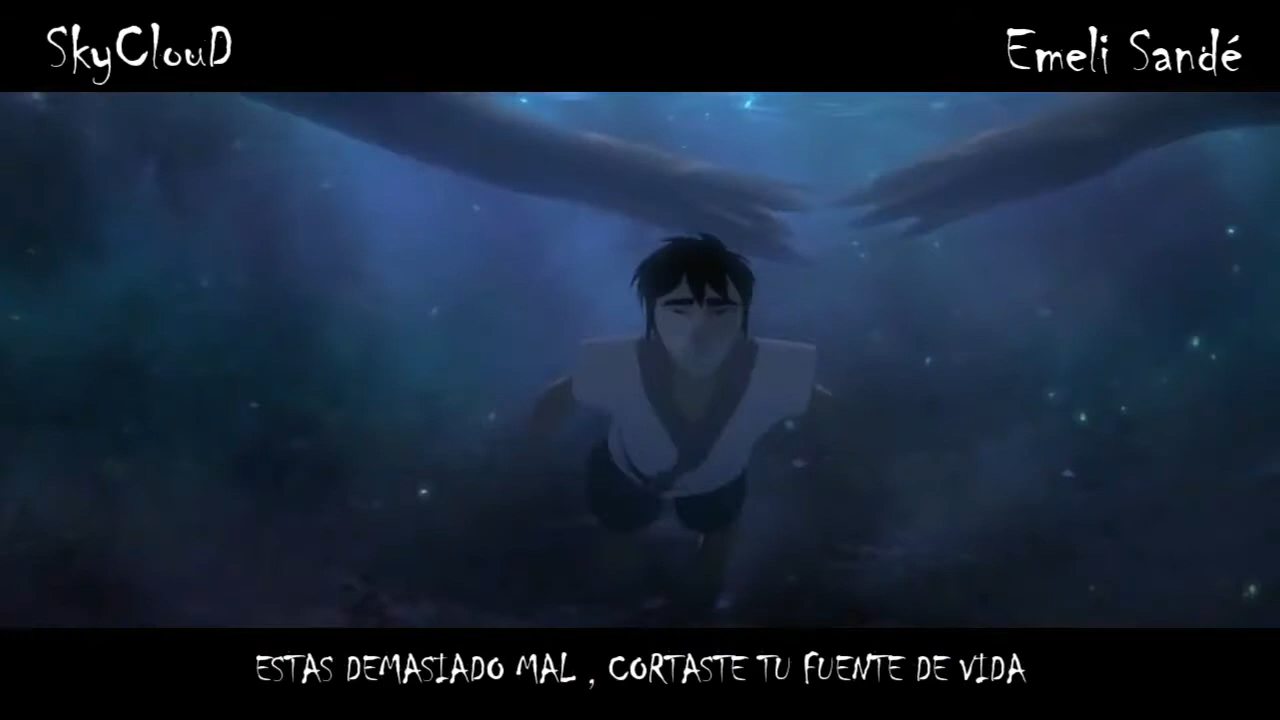 SkyClouD
Emeli Sandé
ESTAS DEMASIADO MAL , CORTASTE TU FUENTE DE VIDA